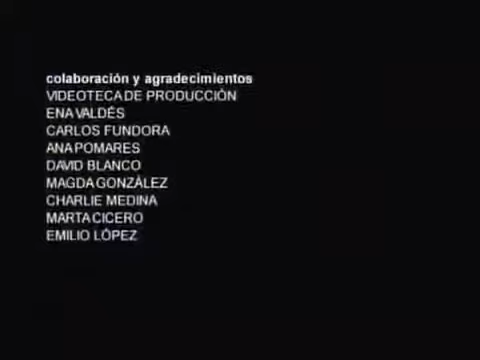 colaboración y agradecimientos
VIDEOTECA DE PRODUCCIÓN
ENA VALDÉS
CARLOS FUNDORA
ANA POMARES
DAVID BLANCO
MAGDA GONZÁLEZ
CHARLIE MEDINA
MARTA CICERO
EMILIO LÓPEZ